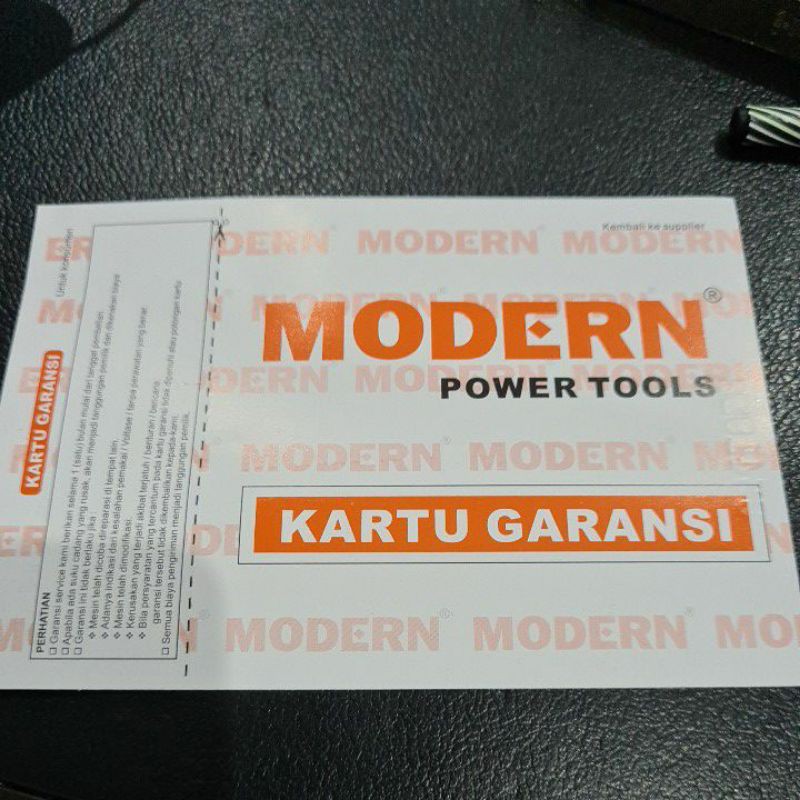 Kembali ke supplier
MODERN®
POWER TOOLS
KARTU GARANSI
Untuk konsumen
KARTU GARANSI
PERHATIAN
Garansi service kami berikan selama 1 (satu) bulan mulai dari tanggal pembelian.
Apabila ada suku cadang yang rusak, akan menjadi tanggungan pemilik dan dikenakan biaya
Garansi ini tidak berlaku jika :
Mesin telah dicoba direparasi di tempat lain.
Adanya indikasi dari kesalahan pemakai / Voltase / tanpa perawatan yang benar.
Mesin telah dimodifikasi.
Kerusakan yang terjadi akibat terjatuh / benturan / bencana.
Bila persyaratan yang tercantum pada kartu garansi tidak dipenuhi atau potongan kartu
garansi tersebut tidak dikembalikan kepada kami.
Semua biaya pengiriman menjadi tanggungan pemilik.